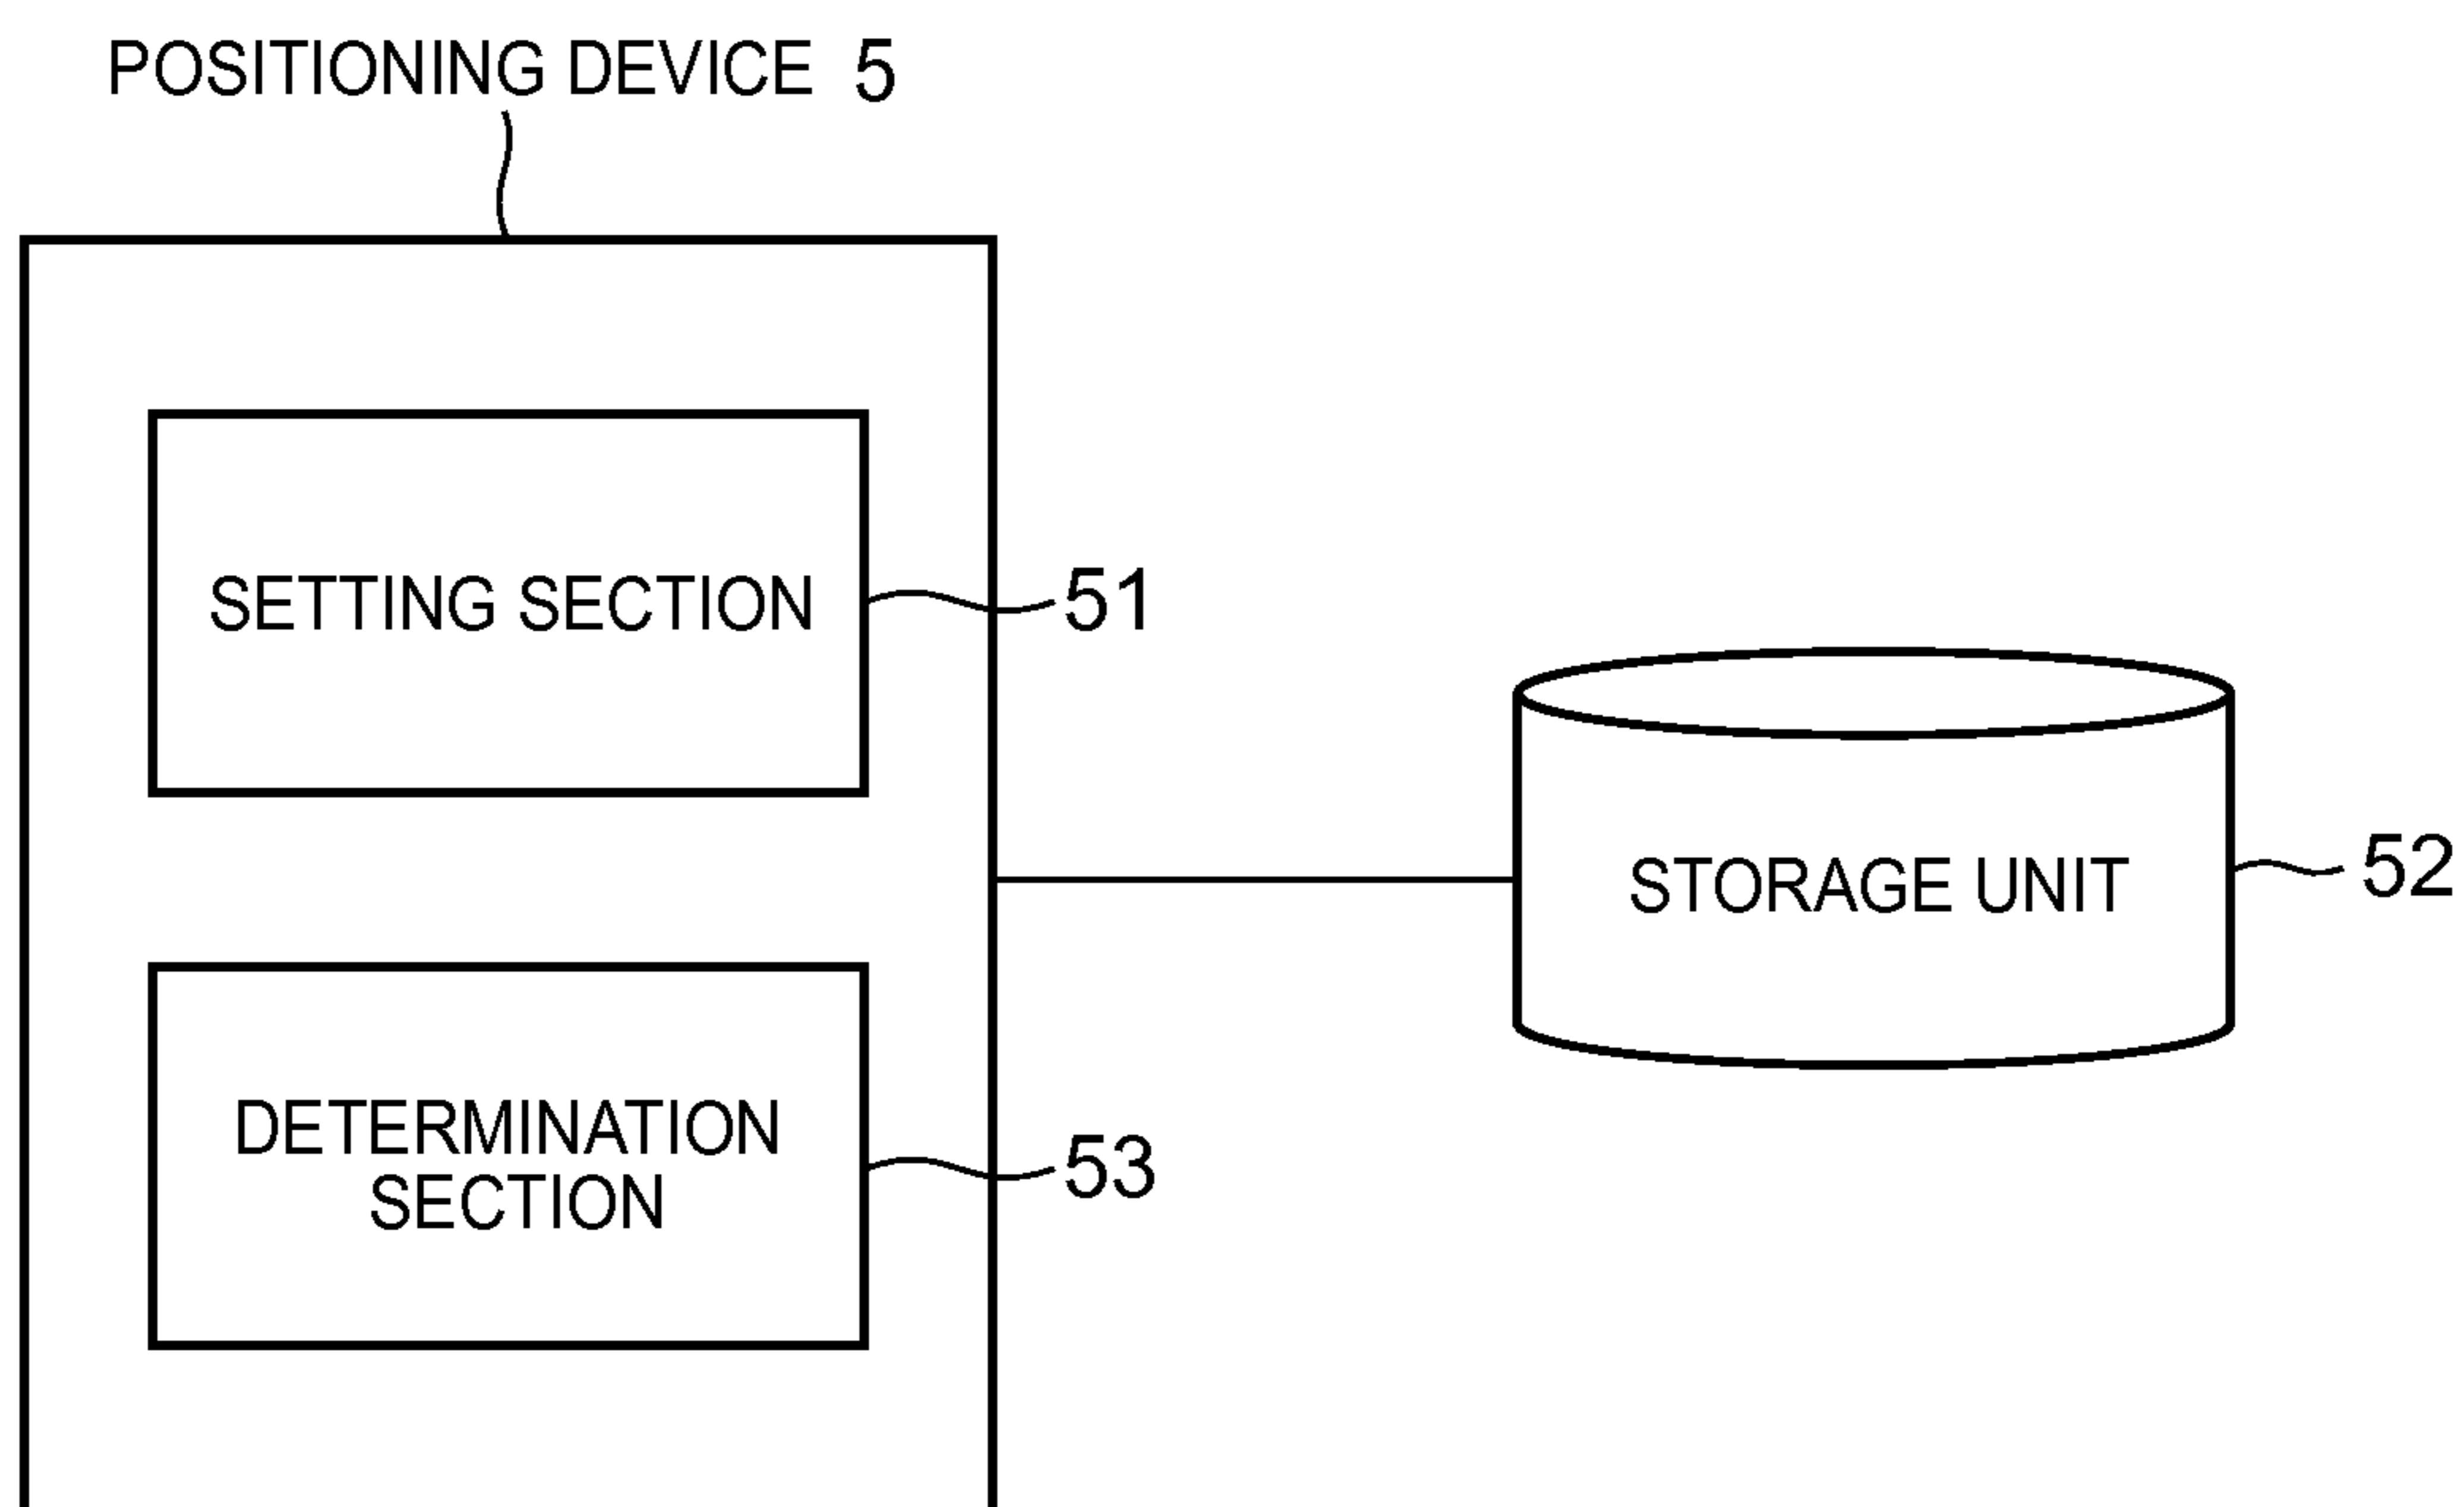 POSITIONING DEVICE 5
SETTING SECTION
51
STORAGE UNIT
52
DETERMINATION
SECTION
53